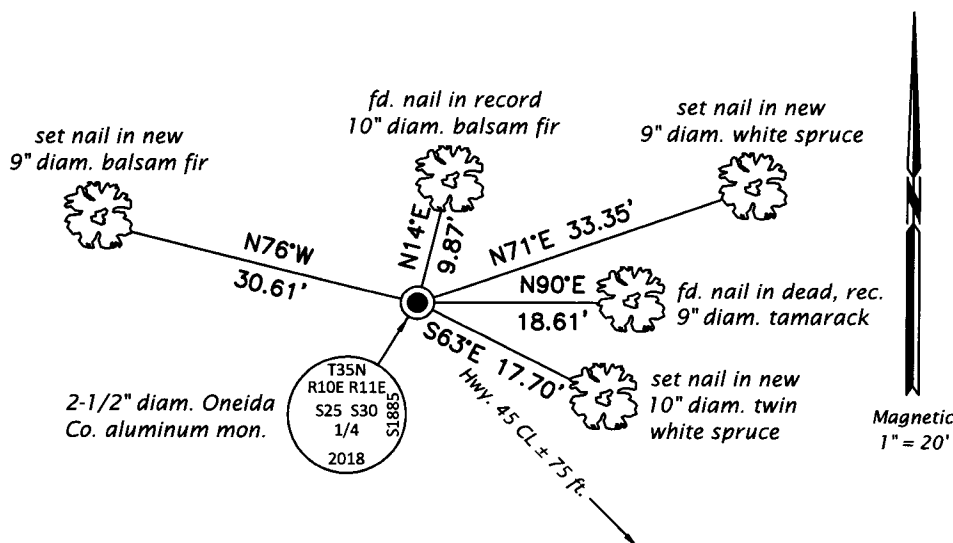 fd. nail in record
10" diam. balsam fir
set nail in new
9" diam. white spruce
set nail in new
9" diam. balsam fir
N
N76°W
30.61'
N14°E
9.87'
N71°E 33.35'
N90°E
18.61'
fd. nail in dead, rec.
9" diam. tamarack
S63°E 17.70'
Hwy. 45 CL ± 75 ft.
set nail in new
10" diam. twin
white spruce
2-1/2" diam. Oneida
Co. aluminum mon.
T35N
R10E R11E
S25 S30
1/4
2018
S1885
Magnetic
1" = 20'